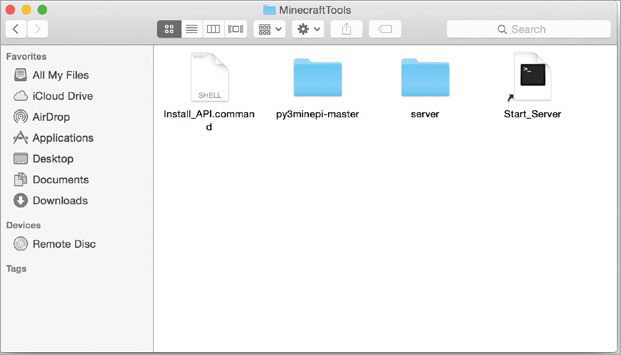 MinecraftTools
Search
Favorites
All My Files
iCloud Drive
AirDrop
Applications
Desktop
Documents
Downloads
Devices
Remote Disc
Tags
SHELL
Install_API.comman
d
py3minepi-master
server
>_
Start_Server